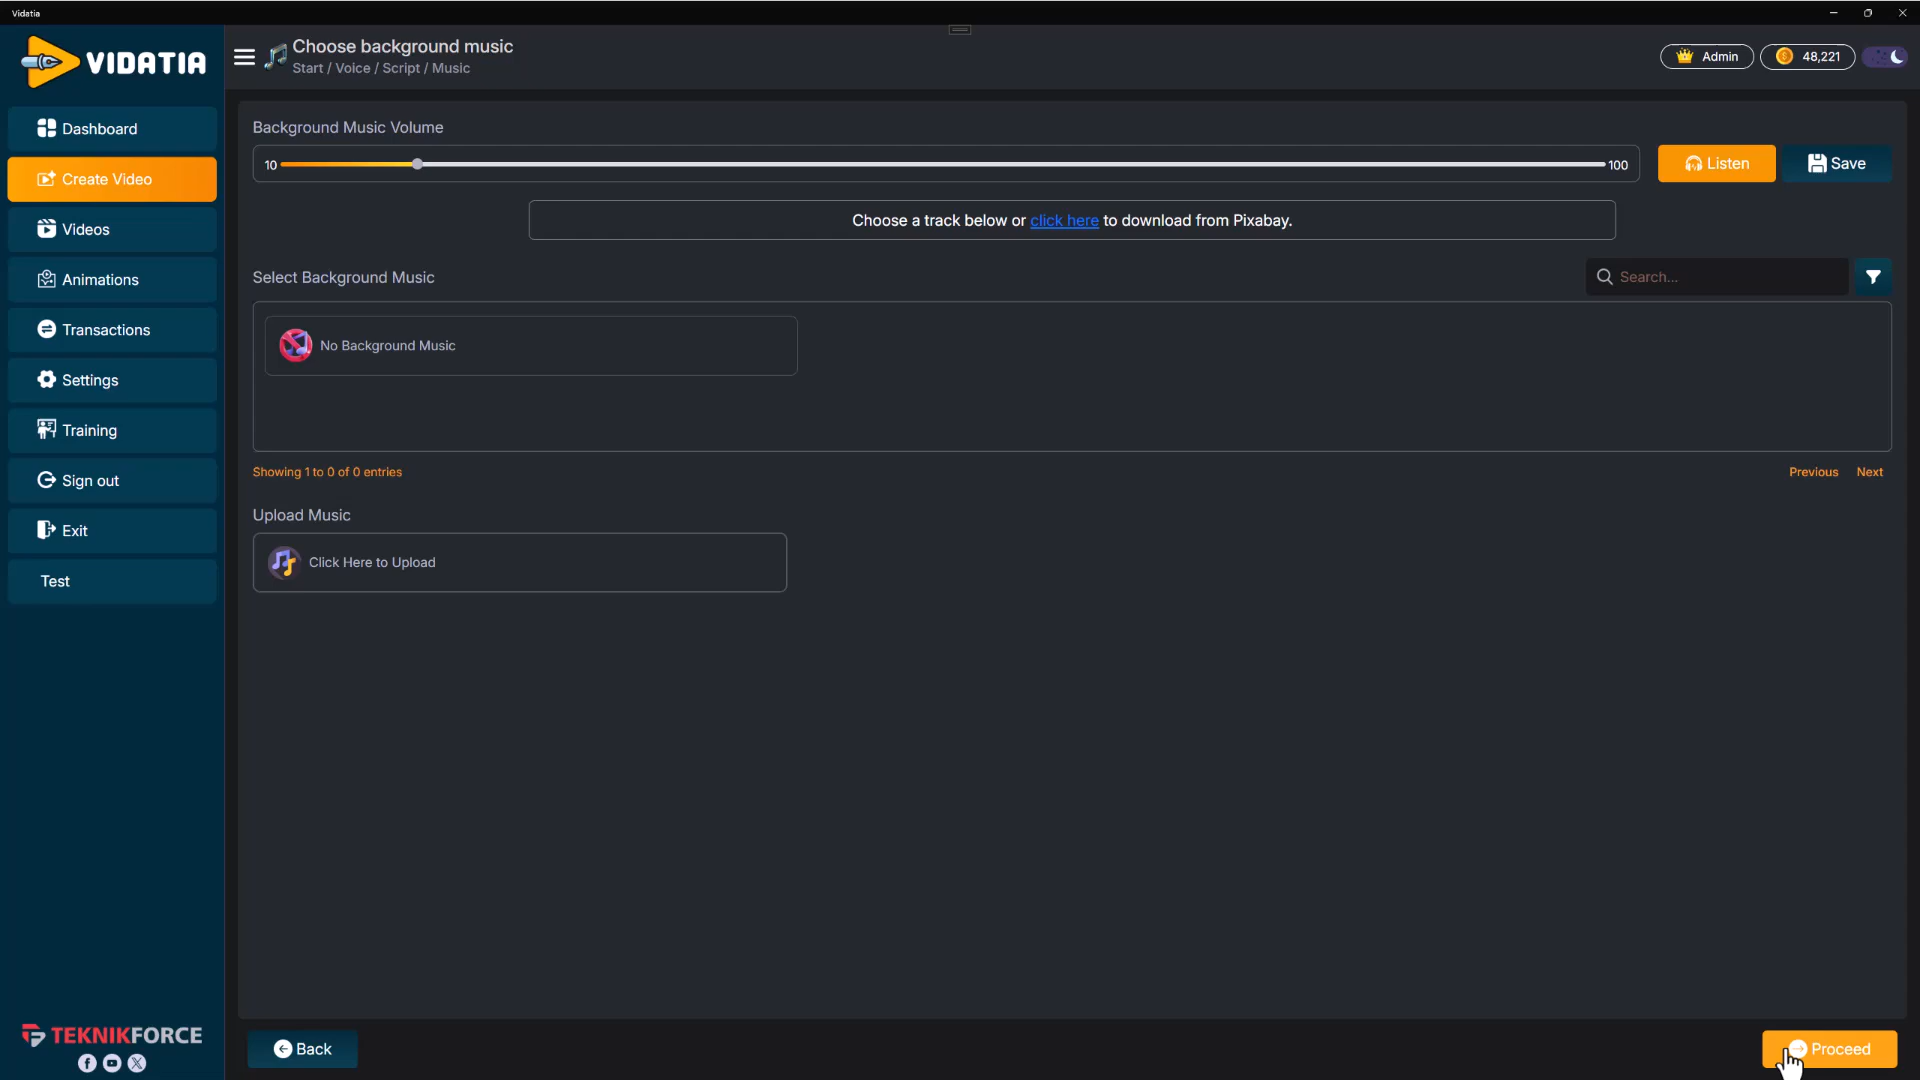 Vidatia
VIDATIA
Choose background music
Start / Voice / Script / Music
Admin
48,221
Dashboard
Create Video
Videos
Animations
Transactions
Settings
Training
Sign out
Exit
Test
Background Music Volume
10
100
Listen
Save
Choose a track below or click here to download from Pixabay.
Select Background Music
Search...
No Background Music
Showing 1 to 0 of 0 entries
Previous
Next
Upload Music
Click Here to Upload
TEKNIKFORCE
Back
Proceed